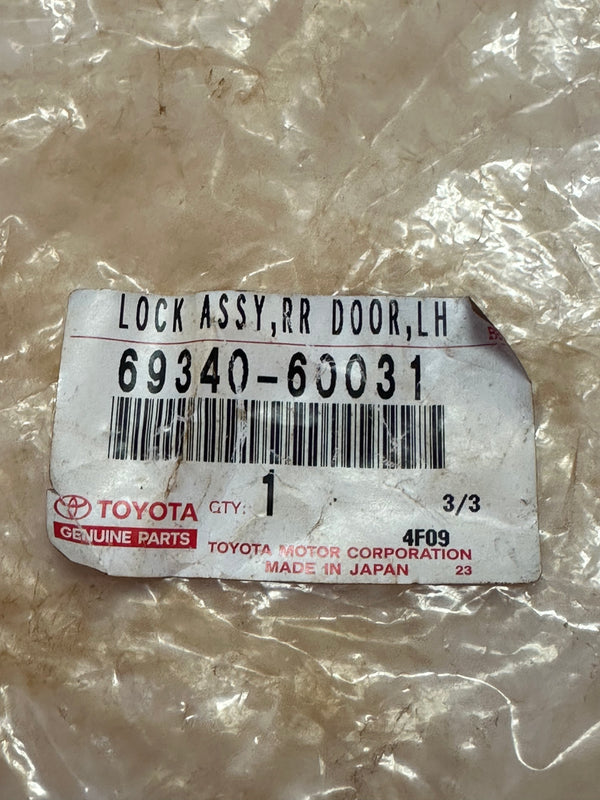 LOCK ASSY,RR DOOR,LH
69340-60031
TOYOTA QTY: 1 3/3
GENUINE PARTS 4F09
TOYOTA MOTOR CORPORATION
MADE IN JAPAN 23